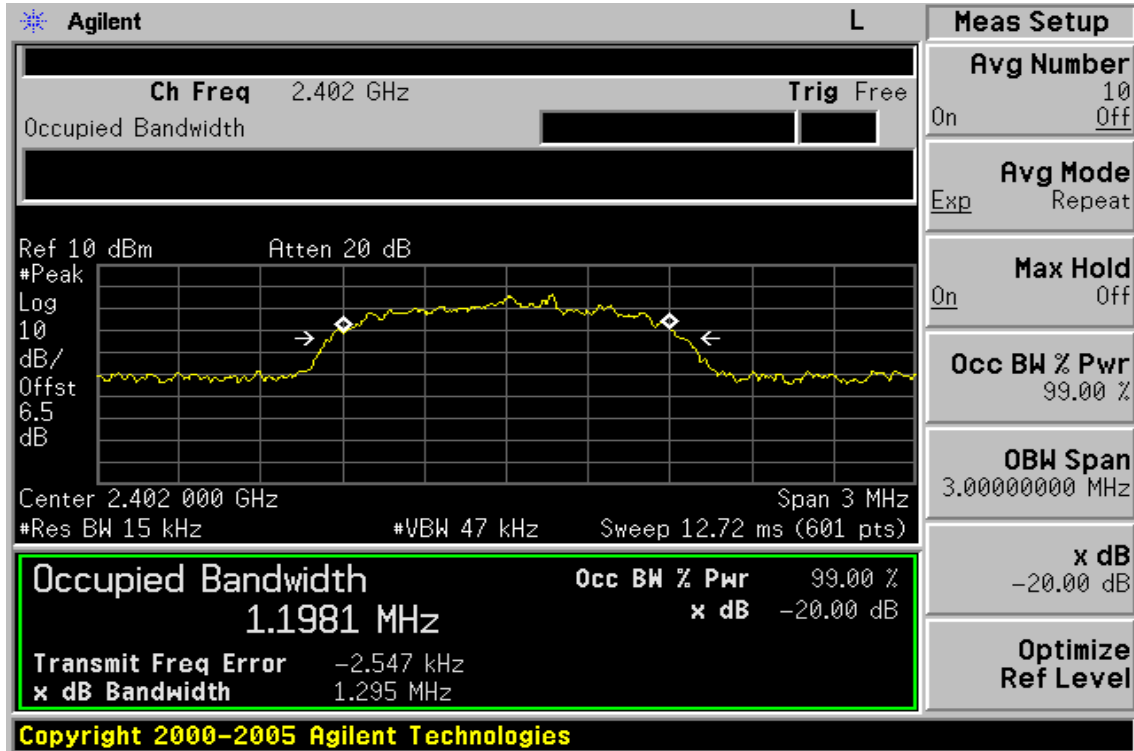 Agilent L
Ch Freq 2.402 GHz Trig Free
Occupied Bandwidth
Ref 10 dBm Atten 20 dB
#Peak
Log
10
dB/
Offst
6.5
dB
Center 2.402 000 GHz Span 3 MHz
#Res BW 15 kHz #VBW 47 kHz Sweep 12.72 ms (601 pts)
Occupied Bandwidth
1.1981 MHz
Occ BW % Pwr 99.00 %
x dB -20.00 dB
Transmit Freq Error -2.547 kHz
x dB Bandwidth 1.295 MHz
Copyright 2000-2005 Agilent Technologies
Meas Setup
Avg Number
10
On Off
Avg Mode
Exp Repeat
Max Hold
On Off
Occ BW % Pwr
99.00 %
OBW Span
3.00000000 MHz
x dB
-20.00 dB
Optimize
Ref Level